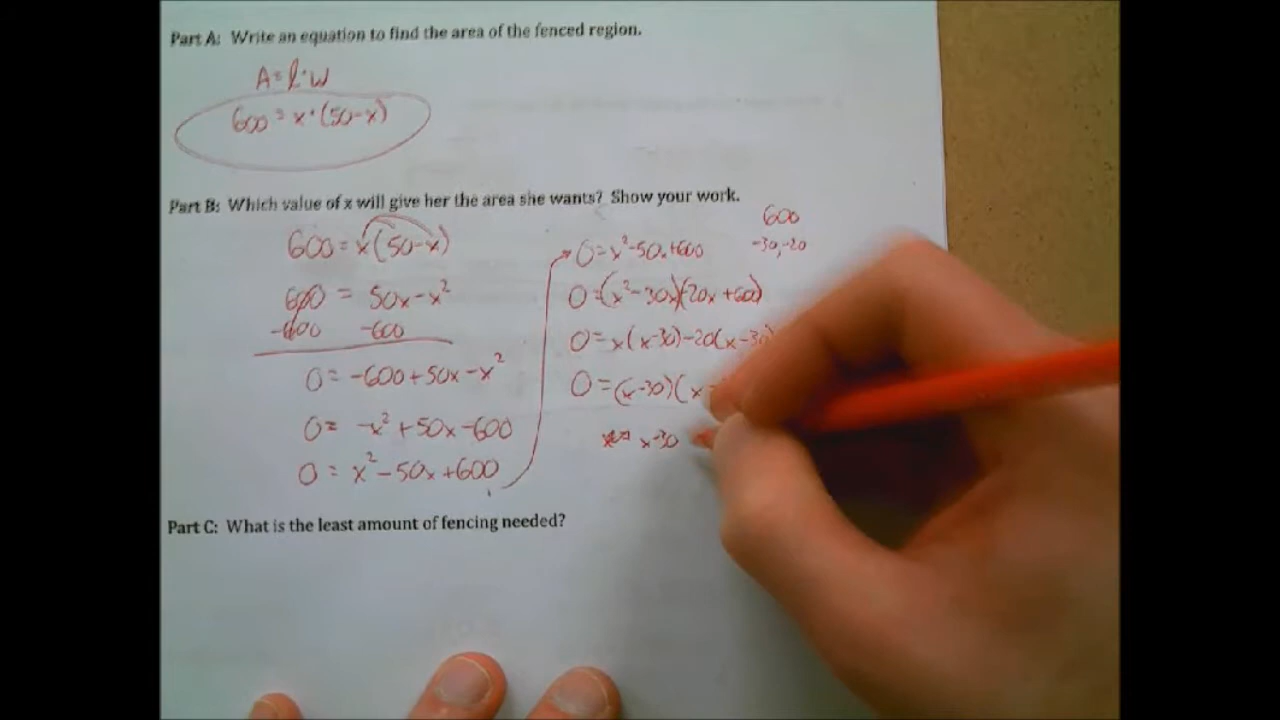 Part A: Write an equation to find the area of the fenced region.
A = l · w
600 = x · (50-x)
Part B: Which value of x will give her the area she wants? Show your work.
600 = x(50-x)
600 = 50x-x²
-600 -600
0 = -600+50x-x²
0 = -x²+50x-600
0 = x²-50x+600
600
-30,-20
0=x²-50x+600
0=(x²-30x)(-20x+600)
0=x(x-30)-20(x-30)
0=(x-30)(x
x-30
Part C: What is the least amount of fencing needed?